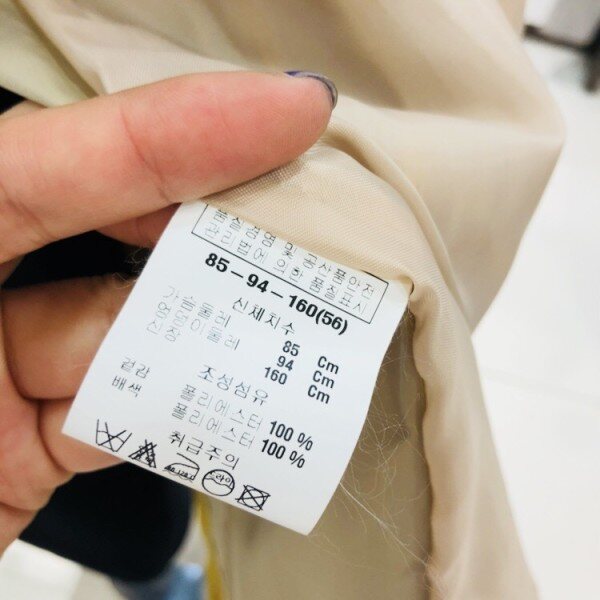 품질경영 및 공산품안전
관리법에 의한 품질표시
85-94-160(56)
신체치수
가슴둘레 85 Cm
엉덩이둘레 94 Cm
신장 160 Cm
조성섬유
겉감 폴리에스터 100 %
배색 폴리에스터 100 %
취급주의
드라이